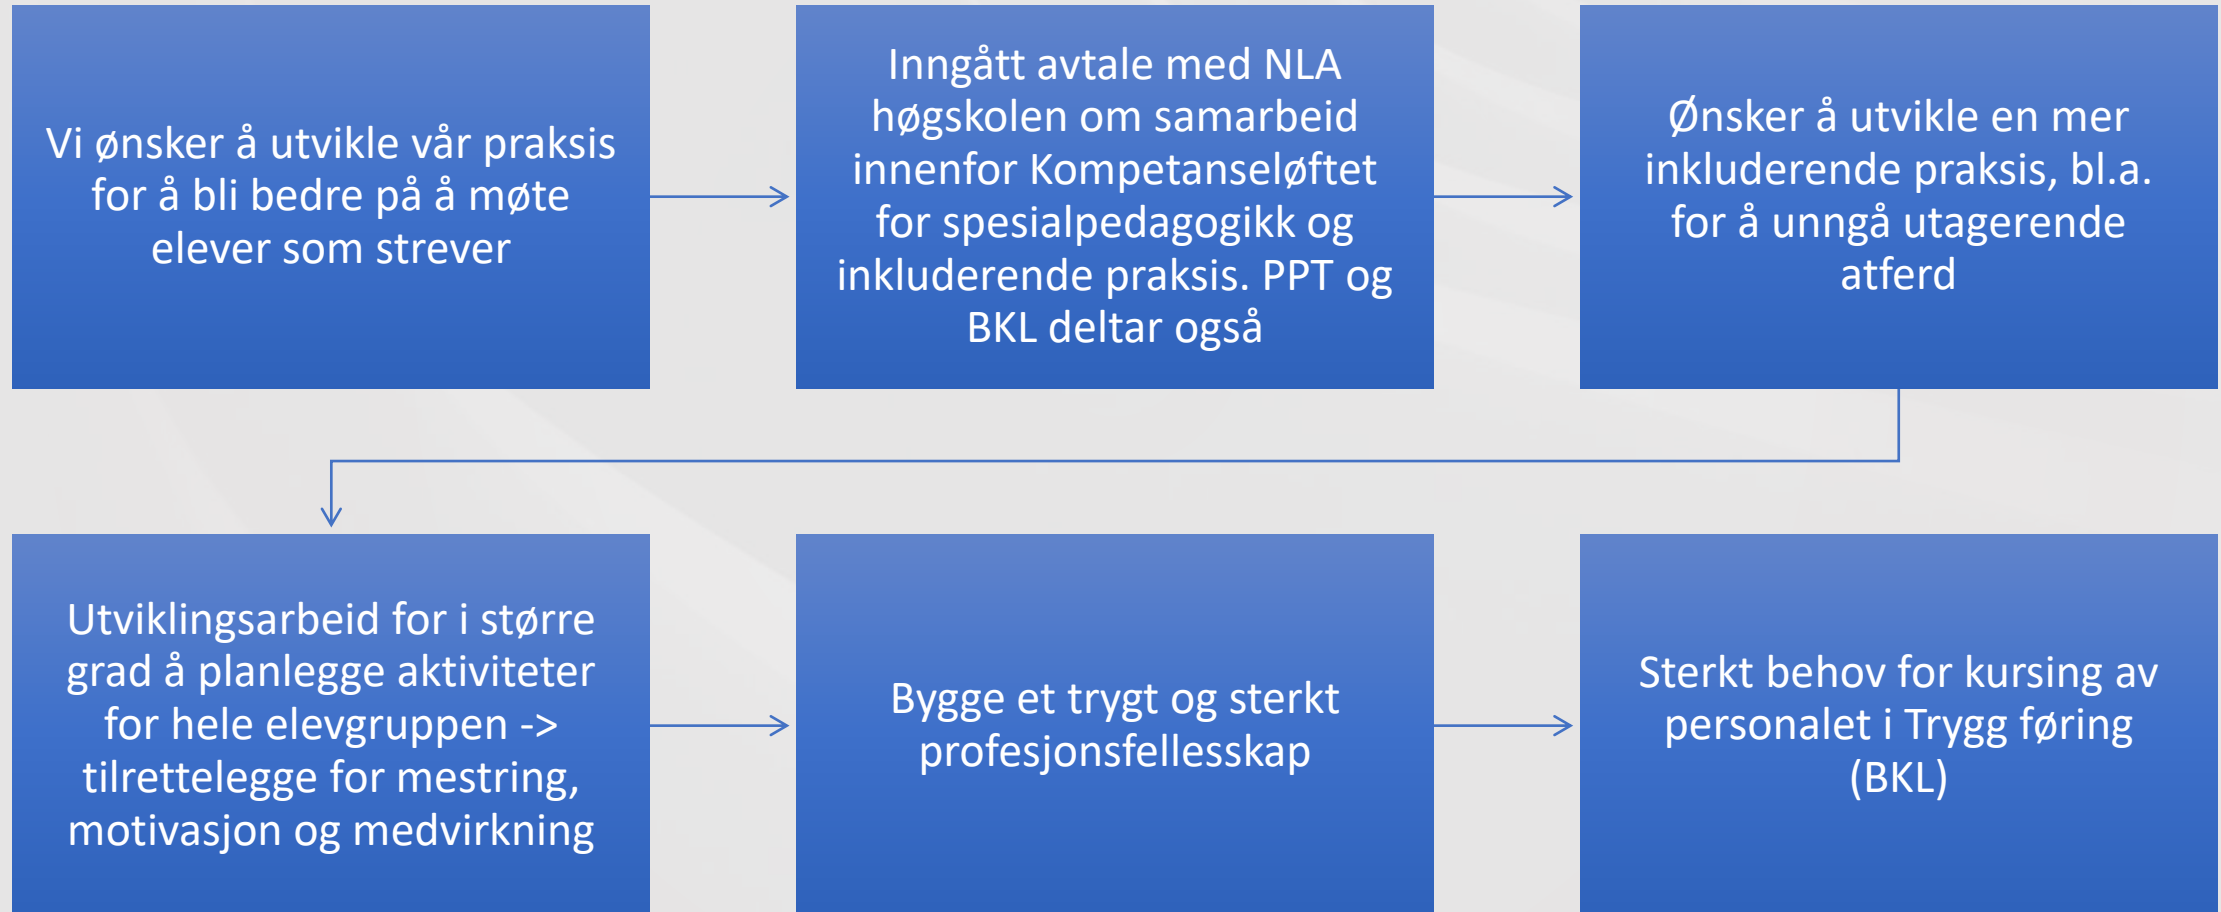 Vi ønsker å utvikle vår praksis
for å bli bedre på å møte
elever som strever
Inngått avtale med NLA
høgskolen om samarbeid
innenfor Kompetanseløftet
for spesialpedagogikk og
inkluderende praksis. PPT og
BKL deltar også
Ønsker å utvikle en mer
inkluderende praksis, bl.a.
for å unngå utagerende
atferd
Utviklingsarbeid for i større
grad å planlegge aktiviteter
for hele elevgruppen ->
tilrettelegge for mestring,
motivasjon og medvirkning
Bygge et trygt og sterkt
profesjonsfellesskap
Sterkt behov for kursing av
personalet i Trygg føring
(BKL)